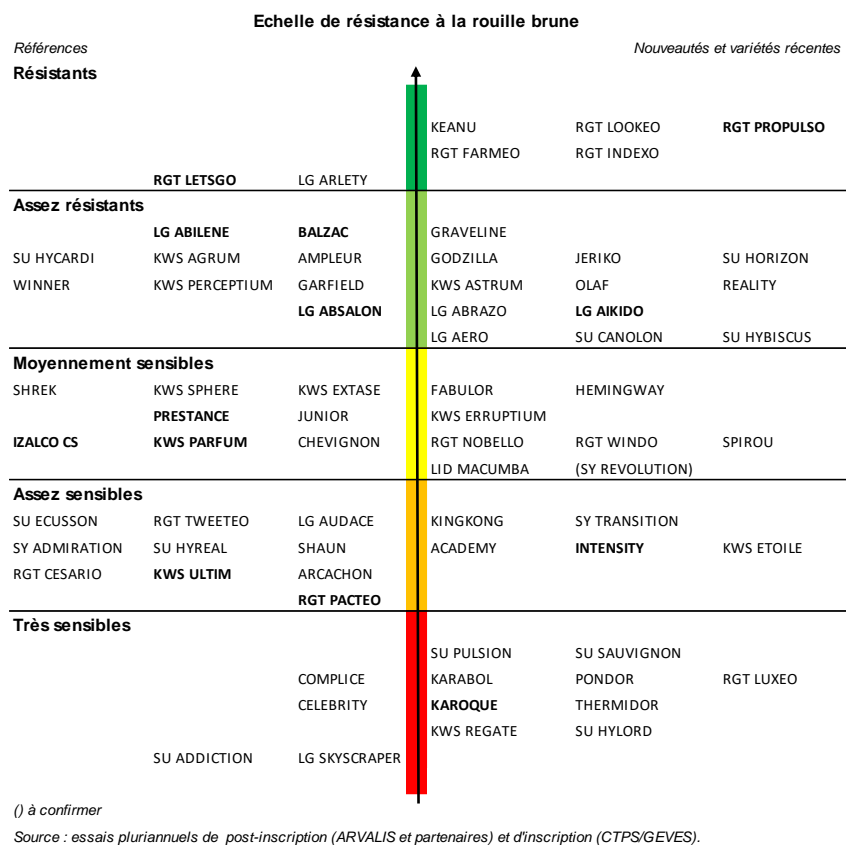 Echelle de résistance à la rouille brune
Références Nouveautés et variétés récentes
Résistants
KEANU RGT LOOKEO RGT PROPULSO
RGT FARMEO RGT INDEXO
RGT LETSGO LG ARLETY
Assez résistants
LG ABILENE BALZAC GRAVELINE
SU HYCARDI KWS AGRUM AMPLEUR GODZILLA JERIKO SU HORIZON
WINNER KWS PERCEPTIUM GARFIELD KWS ASTRUM OLAF REALITY
LG ABSALON LG ABRAZO LG AIKIDO
LG AERO SU CANOLON SU HYBISCUS
Moyennement sensibles
SHREK KWS SPHERE KWS EXTASE FABULOR HEMINGWAY
PRESTANCE JUNIOR KWS ERRUPTIUM
IZALCO CS KWS PARFUM CHEVIGNON RGT NOBELLO RGT WINDO SPIROU
LID MACUMBA (SY REVOLUTION)
Assez sensibles
SU ECUSSON RGT TWEETEO LG AUDACE KINGKONG SY TRANSITION
SY ADMIRATION SU HYREAL SHAUN ACADEMY INTENSITY KWS ETOILE
RGT CESARIO KWS ULTIM ARCACHON
RGT PACTEO
Très sensibles
SU PULSION SU SAUVIGNON
COMPLICE KARABOL PONDOR RGT LUXEO
CELEBRITY KAROQUE THERMIDOR
KWS REGATE SU HYLORD
SU ADDICTION LG SKYSCRAPER
() à confirmer
Source : essais pluriannuels de post-inscription (ARVALIS et partenaires) et d'inscription (CTPS/GEVES).